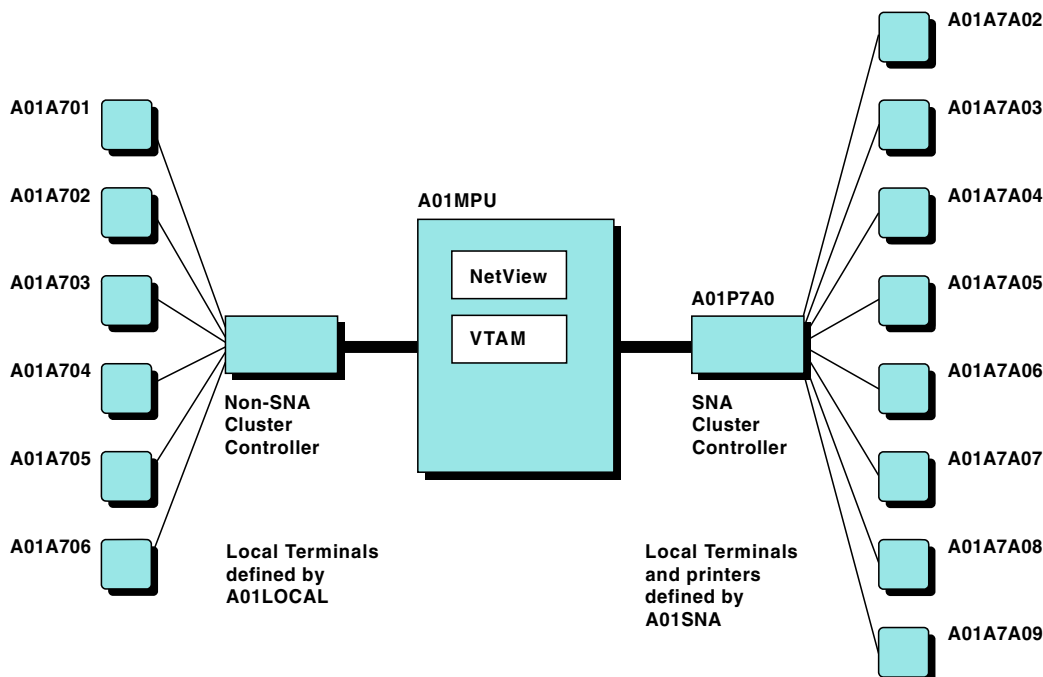 A01A701
A01A702
A01A703
A01A704
A01A705
A01A706
Non-SNA
Cluster
Controller
Local Terminals
defined by
A01LOCAL
A01MPU
NetView
VTAM
A01P7A0
SNA
Cluster
Controller
Local Terminals
and printers
defined by
A01SNA
A01A7A02
A01A7A03
A01A7A04
A01A7A05
A01A7A06
A01A7A07
A01A7A08
A01A7A09